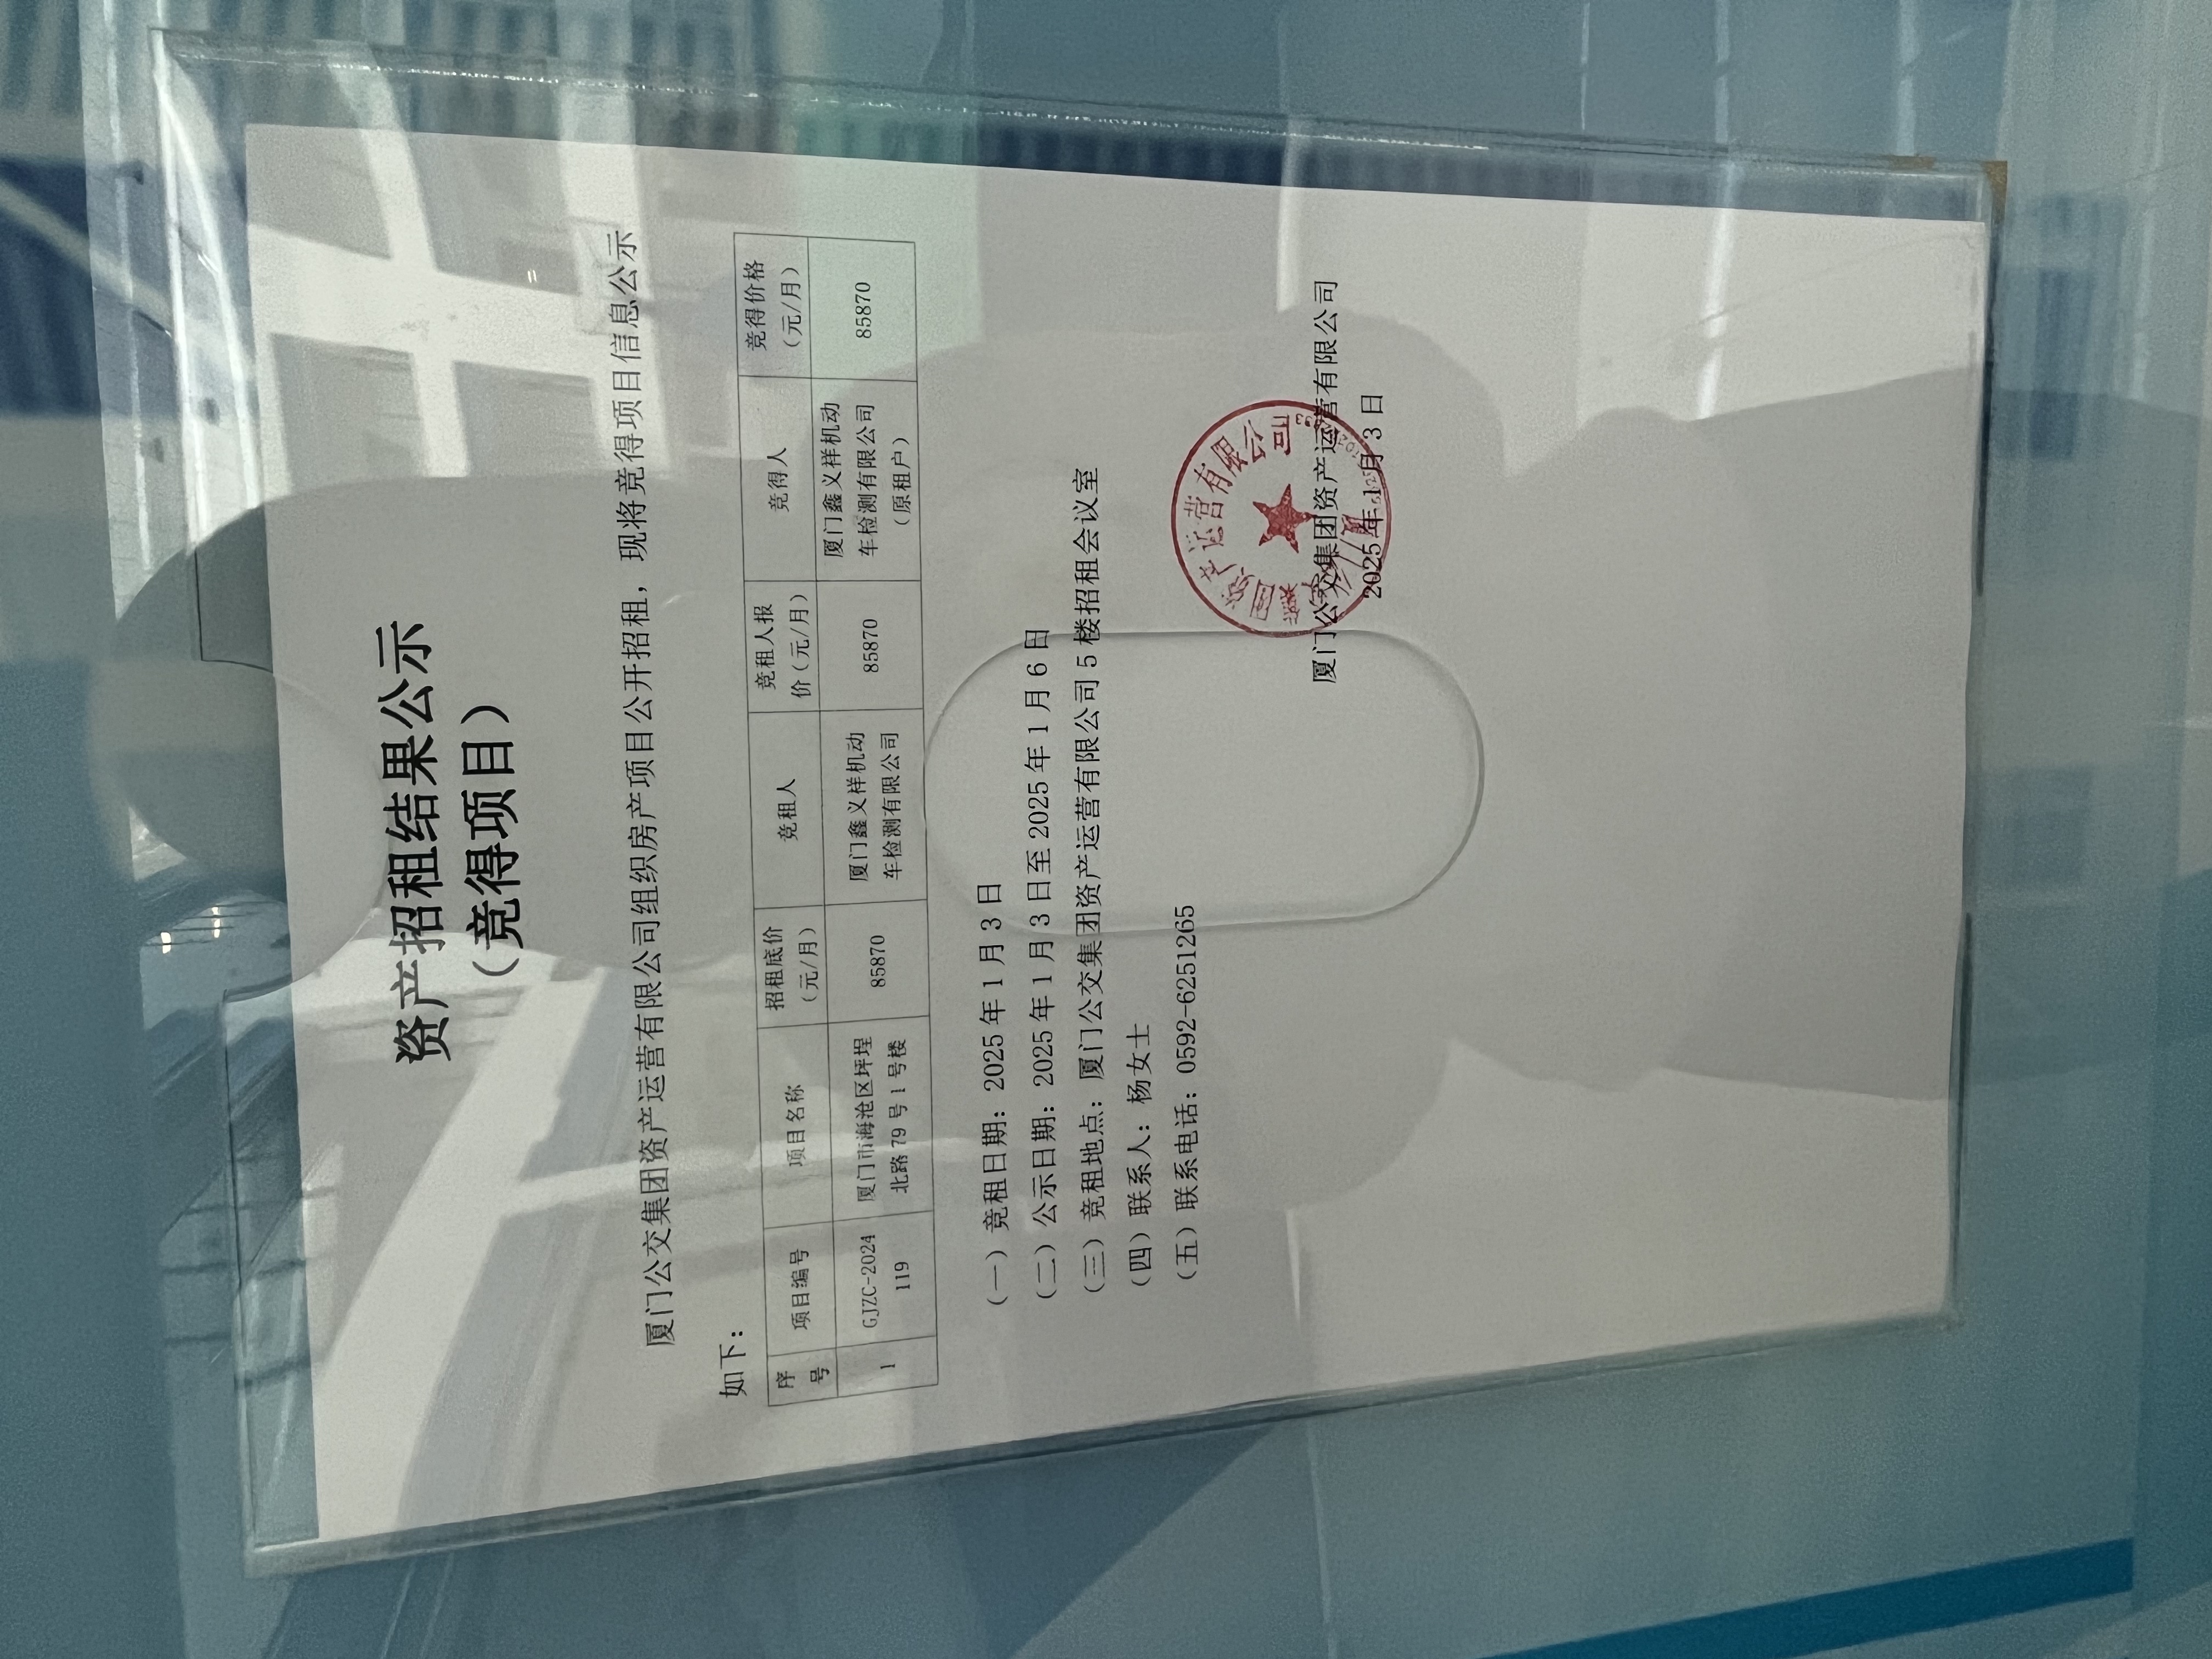 资产招租结果公示
（竞得项目）
厦门公交集团资产运营有限公司组织房产项目公开招租，现将竞得项目信息公示
如下：
序号 项目编号 项目名称 招租底价（元/月） 竞租人 竞租人报价（元/月） 竞得人 竞得价格（元/月）
1 GJZC-2024119 厦门市海沧区坪埕北路79号1号楼 85870 厦门鑫义祥机动车检测有限公司 85870 厦门鑫义祥机动车检测有限公司（原租户） 85870
（一）竞租日期：2025年1月3日
（二）公示日期：2025年1月3日至2025年1月6日
（三）竞租地点：厦门公交集团资产运营有限公司5楼招租会议室
（四）联系人：杨女士
（五）联系电话：0592-6251265
厦门公交集团资产运营有限公司
2025年1月3日